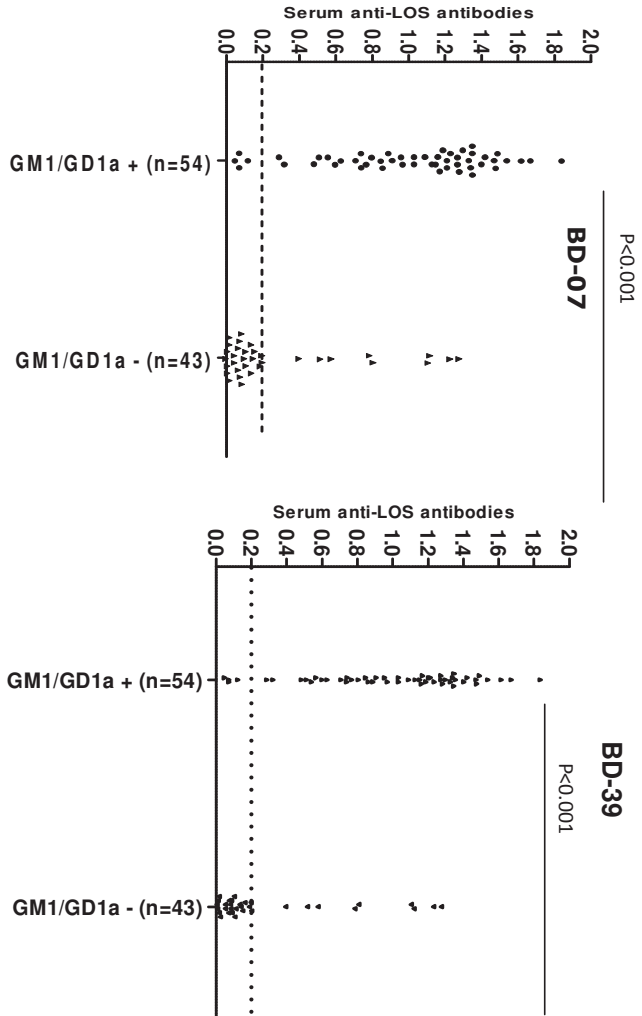 Serum anti-LOS antibodies
0.0
0.2
0.4
0.6
0.8
1.0
1.2
1.4
1.6
1.8
2.0
GM1/GD1a + (n=54)
GM1/GD1a - (n=43)
BD-07
P<0.001
Serum anti-LOS antibodies
0.0
0.2
0.4
0.6
0.8
1.0
1.2
1.4
1.6
1.8
2.0
GM1/GD1a + (n=54)
GM1/GD1a - (n=43)
BD-39
P<0.001